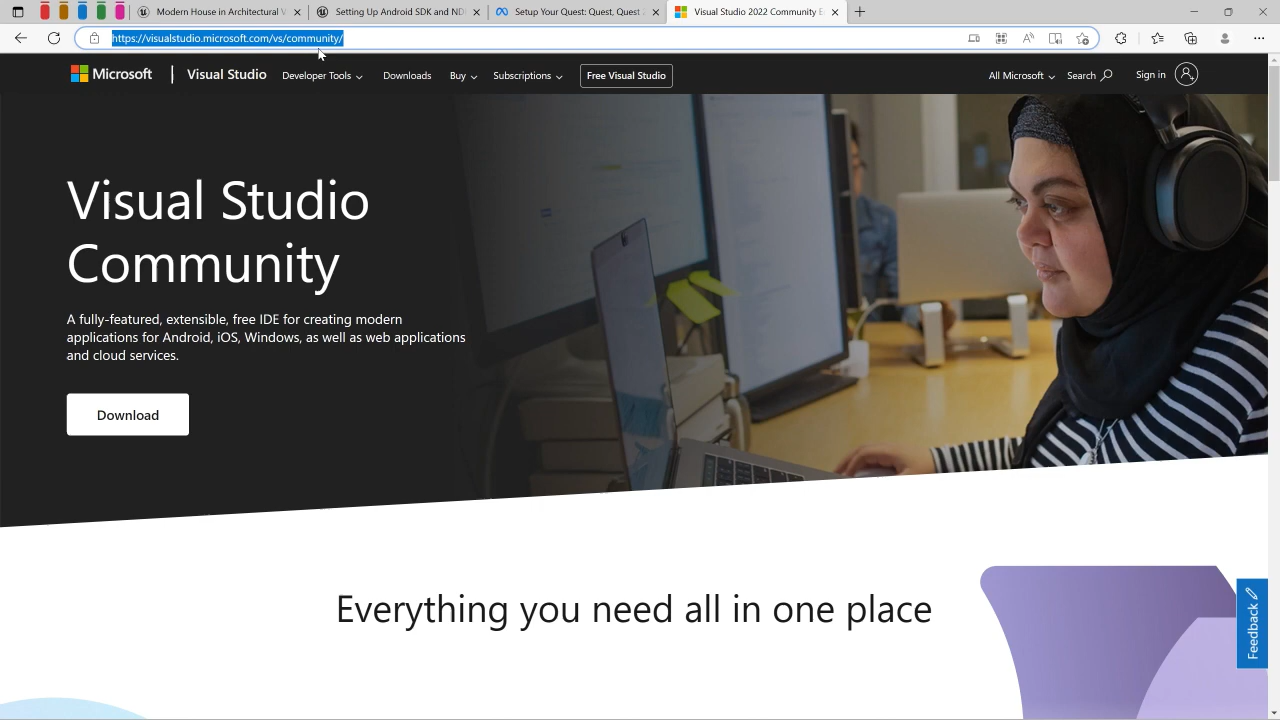 Modern House in Architectural V
Setting Up Android SDK and NDK
Setup Your Quest: Quest, Quest 2
Visual Studio 2022 Community E
https://visualstudio.microsoft.com/vs/community/
Microsoft
Visual Studio
Developer Tools
Downloads
Buy
Subscriptions
Free Visual Studio
All Microsoft
Search
Sign in
Visual Studio
Community
A fully-featured, extensible, free IDE for creating modern
applications for Android, iOS, Windows, as well as web applications
and cloud services.
Download
Everything you need all in one place
Feedback